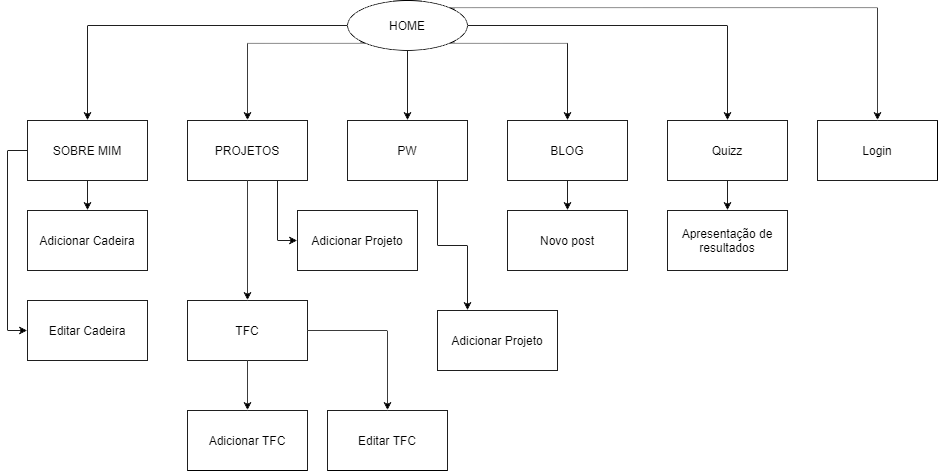 HOME
SOBRE MIM
PROJETOS
PW
BLOG
Quizz
Login
Adicionar Cadeira
Adicionar Projeto
Novo post
Apresentação de
resultados
Editar Cadeira
TFC
Adicionar Projeto
Adicionar TFC
Editar TFC